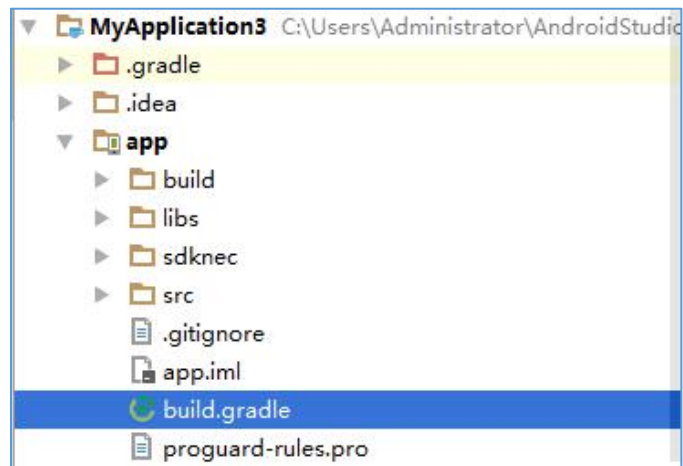 MyApplication3 C:\Users\Administrator\AndroidStudio
.gradle
.idea
app
build
libs
sdknec
src
.gitignore
app.iml
build.gradle
proguard-rules.pro